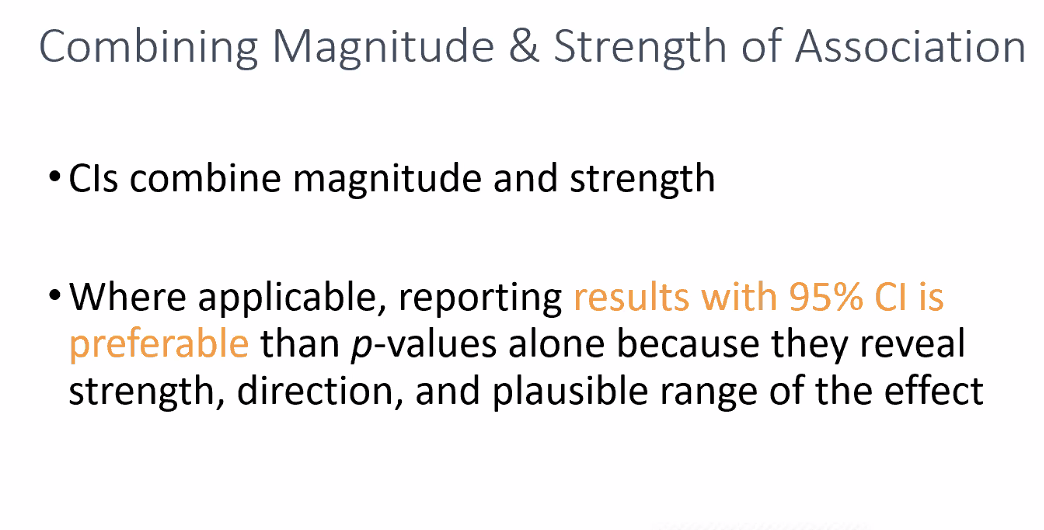 Combining Magnitude & Strength of Association
• CIs combine magnitude and strength
• Where applicable, reporting results with 95% CI is
preferable than p-values alone because they reveal
strength, direction, and plausible range of the effect